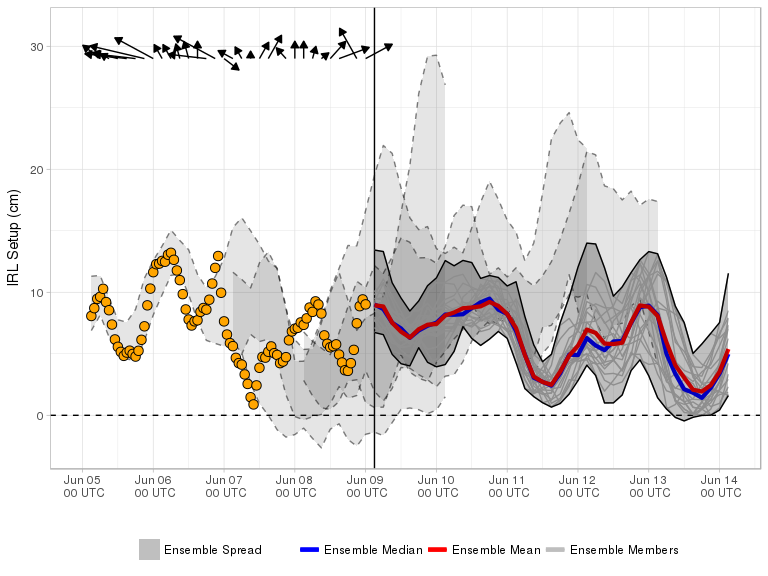 30
20
10
0
IRL Setup (cm)
Jun 05 Jun 06 Jun 07 Jun 08 Jun 09 Jun 10 Jun 11 Jun 12 Jun 13 Jun 14
00 UTC 00 UTC 00 UTC 00 UTC 00 UTC 00 UTC 00 UTC 00 UTC 00 UTC 00 UTC
Ensemble Spread Ensemble Median Ensemble Mean Ensemble Members